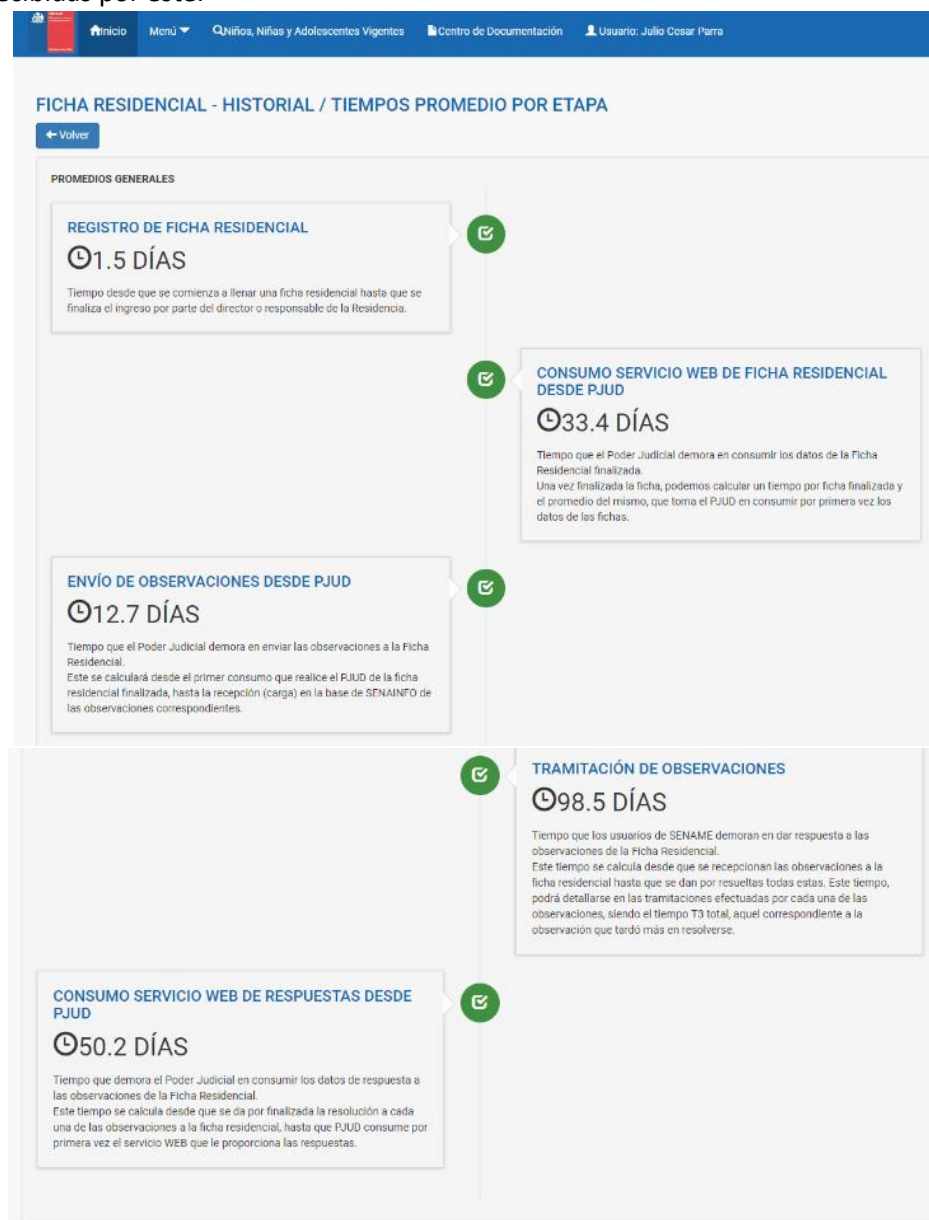 Inicio Menú Niños, Niñas y Adolescentes Vigentes Centro de Documentación Usuario: Julio Cesar Parra
FICHA RESIDENCIAL - HISTORIAL / TIEMPOS PROMEDIO POR ETAPA
Volver
PROMEDIOS GENERALES
REGISTRO DE FICHA RESIDENCIAL
1.5 DÍAS
Tiempo desde que se comienza a llenar una ficha residencial hasta que se
finaliza el ingreso por parte del director o responsable de la Residencia.
CONSUMO SERVICIO WEB DE FICHA RESIDENCIAL
DESDE PJUD
33.4 DÍAS
Tiempo que el Poder Judicial demora en consumir los datos de la Ficha
Residencial finalizada.
Una vez finalizada la ficha, podemos calcular un tiempo por ficha finalizada y
el promedio del mismo, que toma el PJUD en consumir por primera vez los
datos de las fichas.
ENVÍO DE OBSERVACIONES DESDE PJUD
12.7 DÍAS
Tiempo que el Poder Judicial demora en enviar las observaciones a la Ficha
Residencial.
Este se calculará desde el primer consumo que realice el PJUD de la ficha
residencial finalizada, hasta la recepción (carga) en la base de SENAINFO de
las observaciones correspondientes.
TRAMITACIÓN DE OBSERVACIONES
98.5 DÍAS
Tiempo que los usuarios de SENAME demoran en dar respuesta a las
observaciones de la Ficha Residencial.
Este tiempo se calcula desde que se recepcionan las observaciones a la
ficha residencial hasta que se dan por resueltas todas estas. Este tiempo,
podrá detallarse en las tramitaciones efectuadas por cada una de las
observaciones, siendo el tiempo T3 total, aquel correspondiente a la
observación que tardó más en resolverse.
CONSUMO SERVICIO WEB DE RESPUESTAS DESDE
PJUD
50.2 DÍAS
Tiempo que demora el Poder Judicial en consumir los datos de respuesta a
las observaciones de la Ficha Residencial.
Este tiempo se calcula desde que se da por finalizada la resolución a cada
una de las observaciones a la ficha residencial, hasta que PJUD consume por
primera vez el servicio WEB que le proporciona las respuestas.